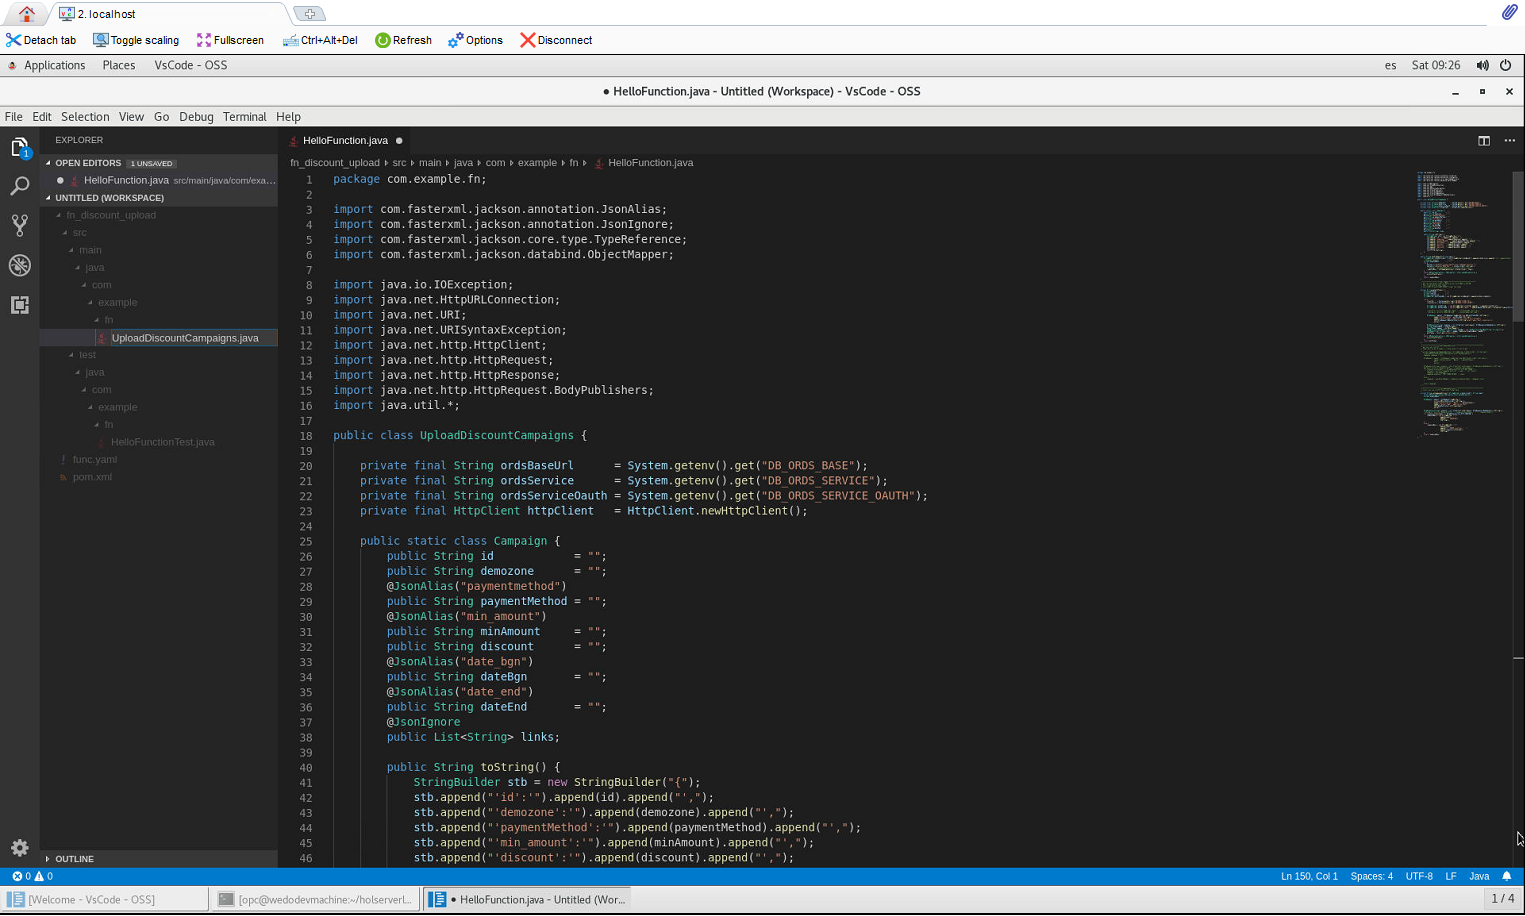 2. localhost
Detach tab Toggle scaling Fullscreen Ctrl+Alt+Del Refresh Options Disconnect
Applications Places VsCode - OSS es Sat 09:26
● HelloFunction.java - Untitled (Workspace) - VsCode - OSS
File Edit Selection View Go Debug Terminal Help
EXPLORER
OPEN EDITORS 1 UNSAVED
HelloFunction.java src/main/java/com/exa...
UNTITLED (WORKSPACE)
fn_discount_upload
src
main
java
com
example
fn
UploadDiscountCampaigns.java
test
java
com
example
fn
HelloFunctionTest.java
func.yaml
pom.xml
OUTLINE
HelloFunction.java
fn_discount_upload src main java com example fn HelloFunction.java
1 package com.example.fn;
2
3 import com.fasterxml.jackson.annotation.JsonAlias;
4 import com.fasterxml.jackson.annotation.JsonIgnore;
5 import com.fasterxml.jackson.core.type.TypeReference;
6 import com.fasterxml.jackson.databind.ObjectMapper;
7
8 import java.io.IOException;
9 import java.net.HttpURLConnection;
10 import java.net.URI;
11 import java.net.URISyntaxException;
12 import java.net.http.HttpClient;
13 import java.net.http.HttpRequest;
14 import java.net.http.HttpResponse;
15 import java.net.http.HttpRequest.BodyPublishers;
16 import java.util.*;
17
18 public class UploadDiscountCampaigns {
19
20 private final String ordsBaseUrl = System.getenv().get("DB_ORDS_BASE");
21 private final String ordsService = System.getenv().get("DB_ORDS_SERVICE");
22 private final String ordsServiceOauth = System.getenv().get("DB_ORDS_SERVICE_OAUTH");
23 private final HttpClient httpClient = HttpClient.newHttpClient();
24
25 public static class Campaign {
26 public String id = "";
27 public String demozone = "";
28 @JsonAlias("paymentmethod")
29 public String paymentMethod = "";
30 @JsonAlias("min_amount")
31 public String minAmount = "";
32 public String discount = "";
33 @JsonAlias("date_bgn")
34 public String dateBgn = "";
35 @JsonAlias("date_end")
36 public String dateEnd = "";
37 @JsonIgnore
38 public List<String> links;
39
40 public String toString() {
41 StringBuilder stb = new StringBuilder("{");
42 stb.append("'id':'").append(id).append("',");
43 stb.append("'demozone':'").append(demozone).append("',");
44 stb.append("'paymentMethod':'").append(paymentMethod).append("',");
45 stb.append("'min_amount':'").append(minAmount).append("',");
46 stb.append("'discount':'").append(discount).append("',");
0 0 Ln 150, Col 1 Spaces: 4 UTF-8 LF Java
[Welcome - VsCode - OSS] [opc@wedodevmachine:~/holserverl... ● HelloFunction.java - Untitled (Wor... 1 / 4